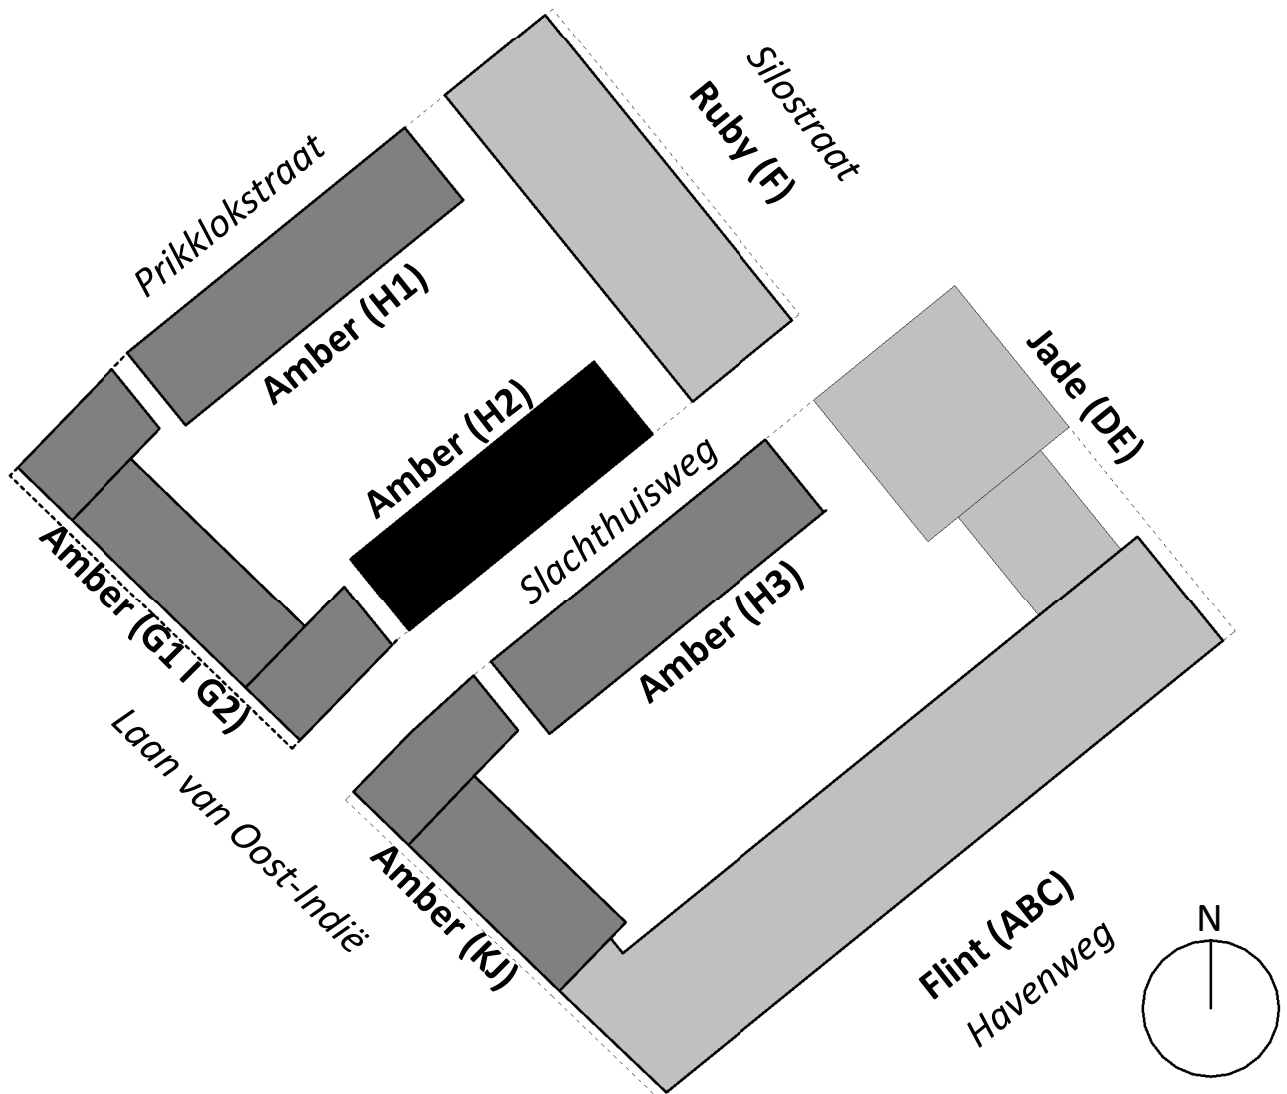 Silostraat
Ruby (F)
Prikklokstraat
Amber (H1)
Jade (DE)
Amber (H2)
Slachthuisweg
Amber (H3)
Amber (G1 I G2)
Laan van Oost-Indië
Amber (KJ)
Flint (ABC)
Havenweg
N